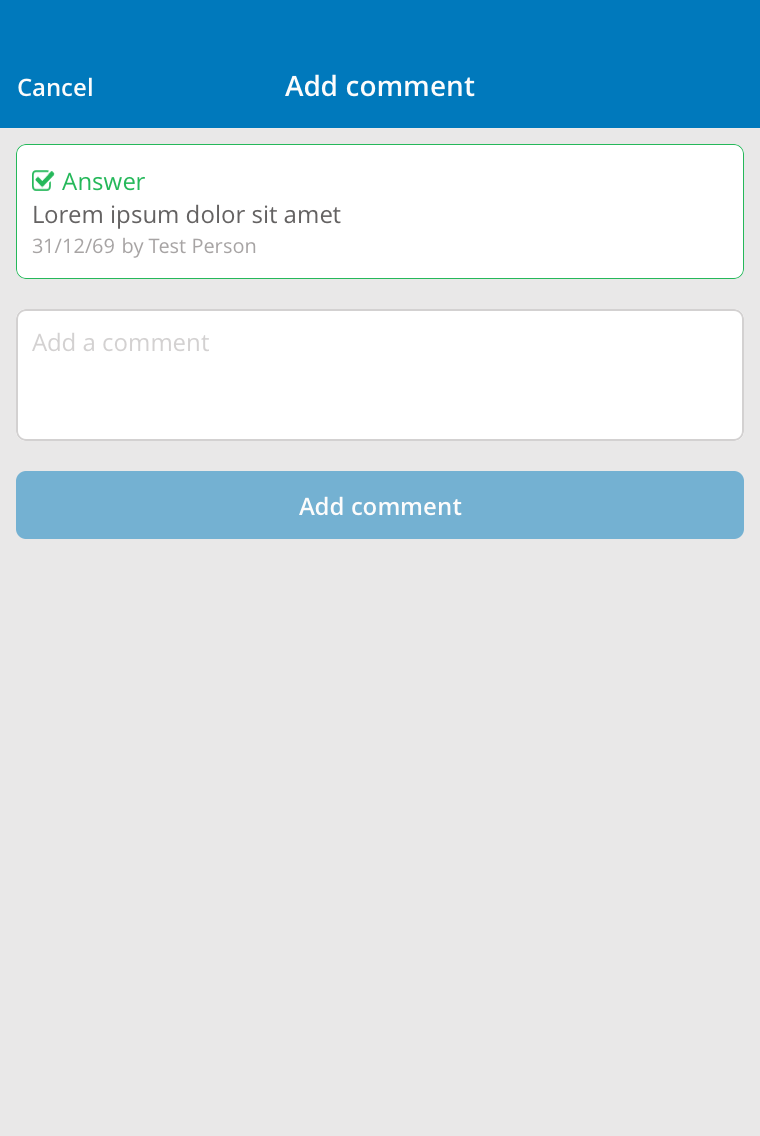 Cancel
Add comment
Answer
Lorem ipsum dolor sit amet
31/12/69 by Test Person
Add a comment
Add comment